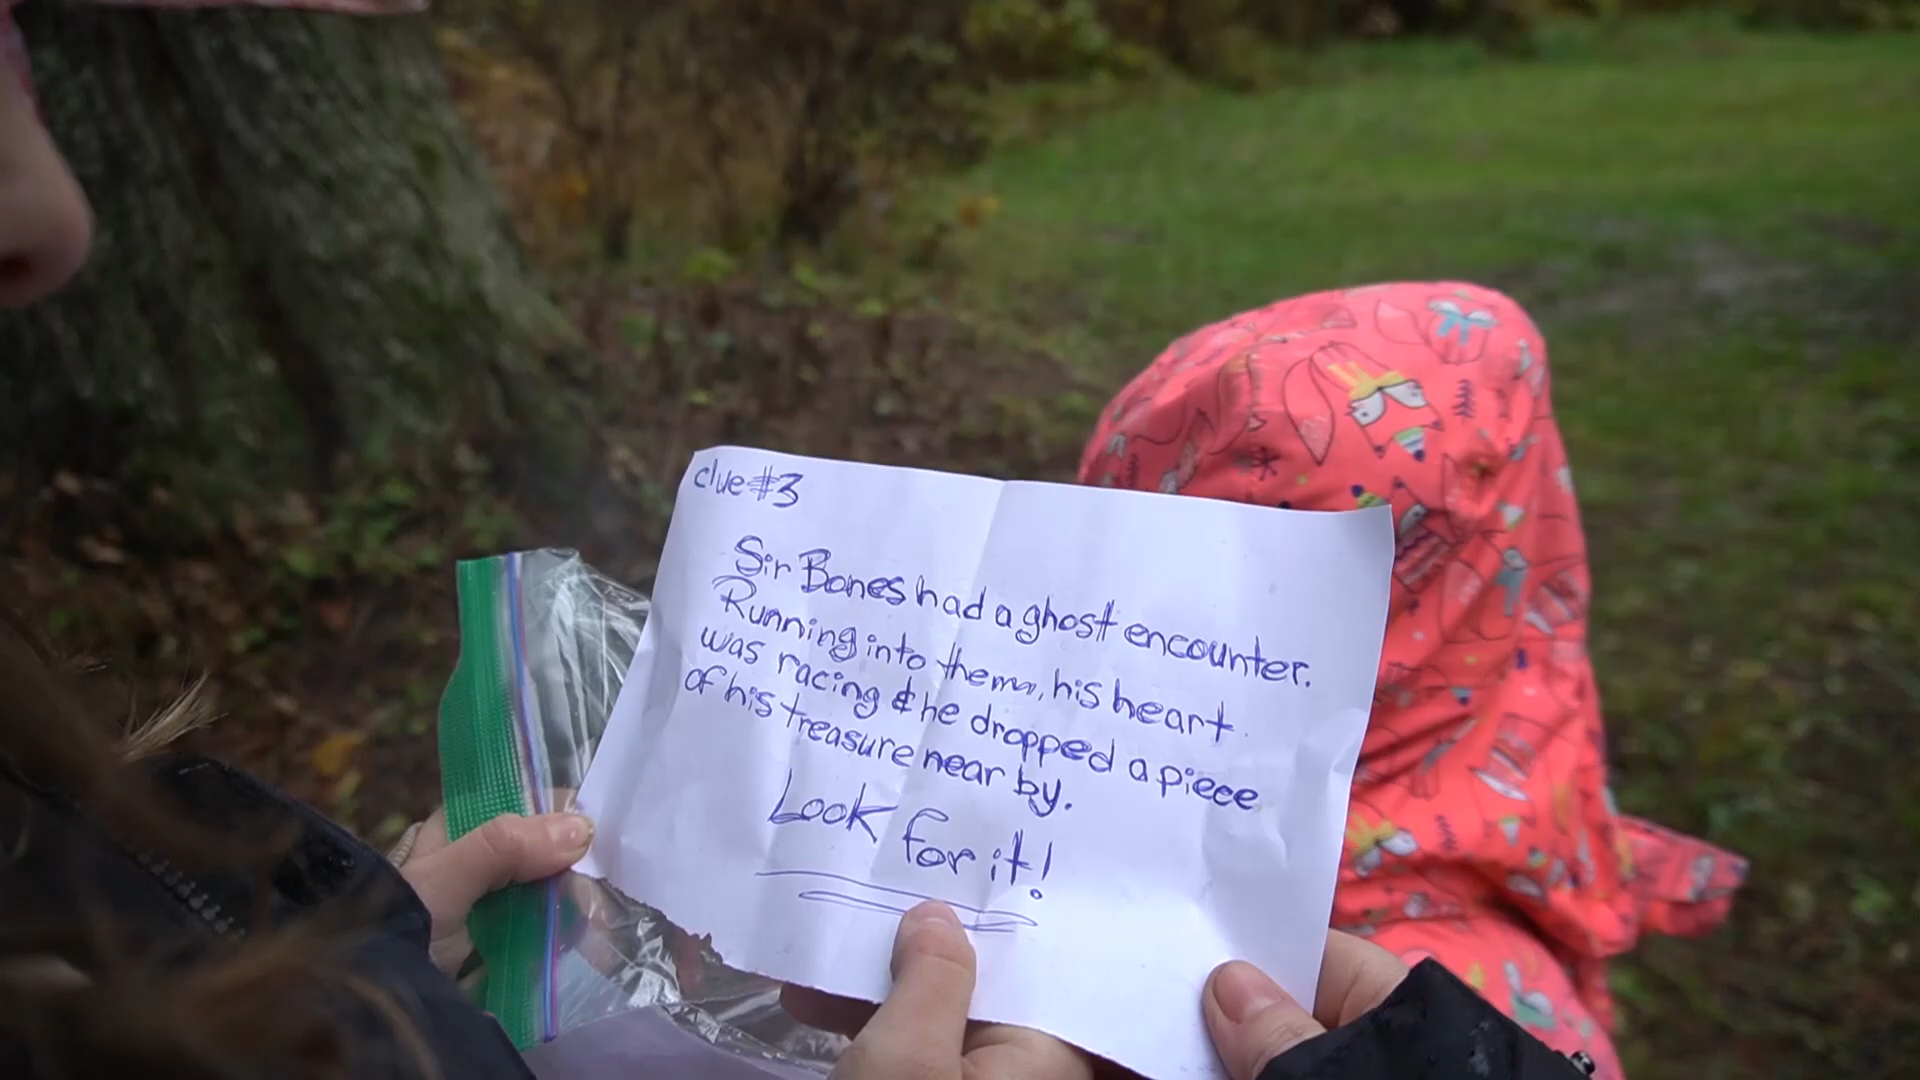 clue #3
Sir Bones had a ghost encounter.
Running into them, his heart
was racing & he dropped a piece
of his treasure near by.
Look for it!